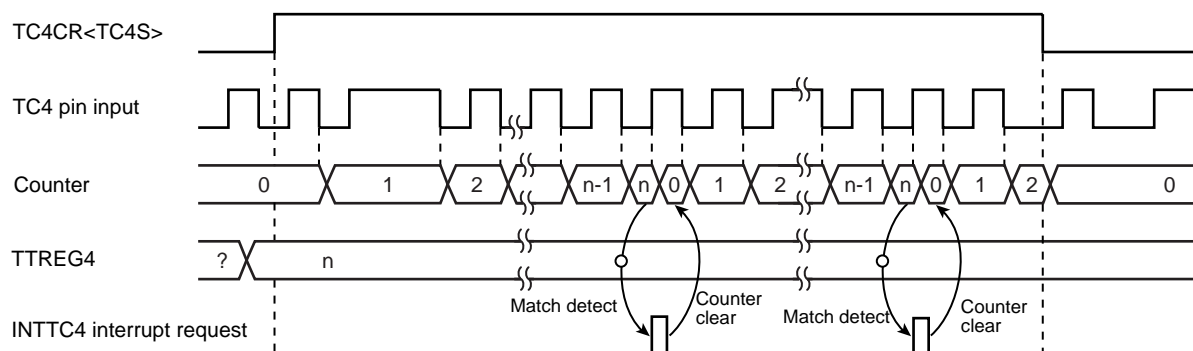 TC4CR<TC4S>
TC4 pin input
Counter
0 1 2 n-1 n 0 1 2 n-1 n 0 1 2 0
TTREG4
? n
Match detect Counter clear Match detect Counter clear
INTTC4 interrupt request